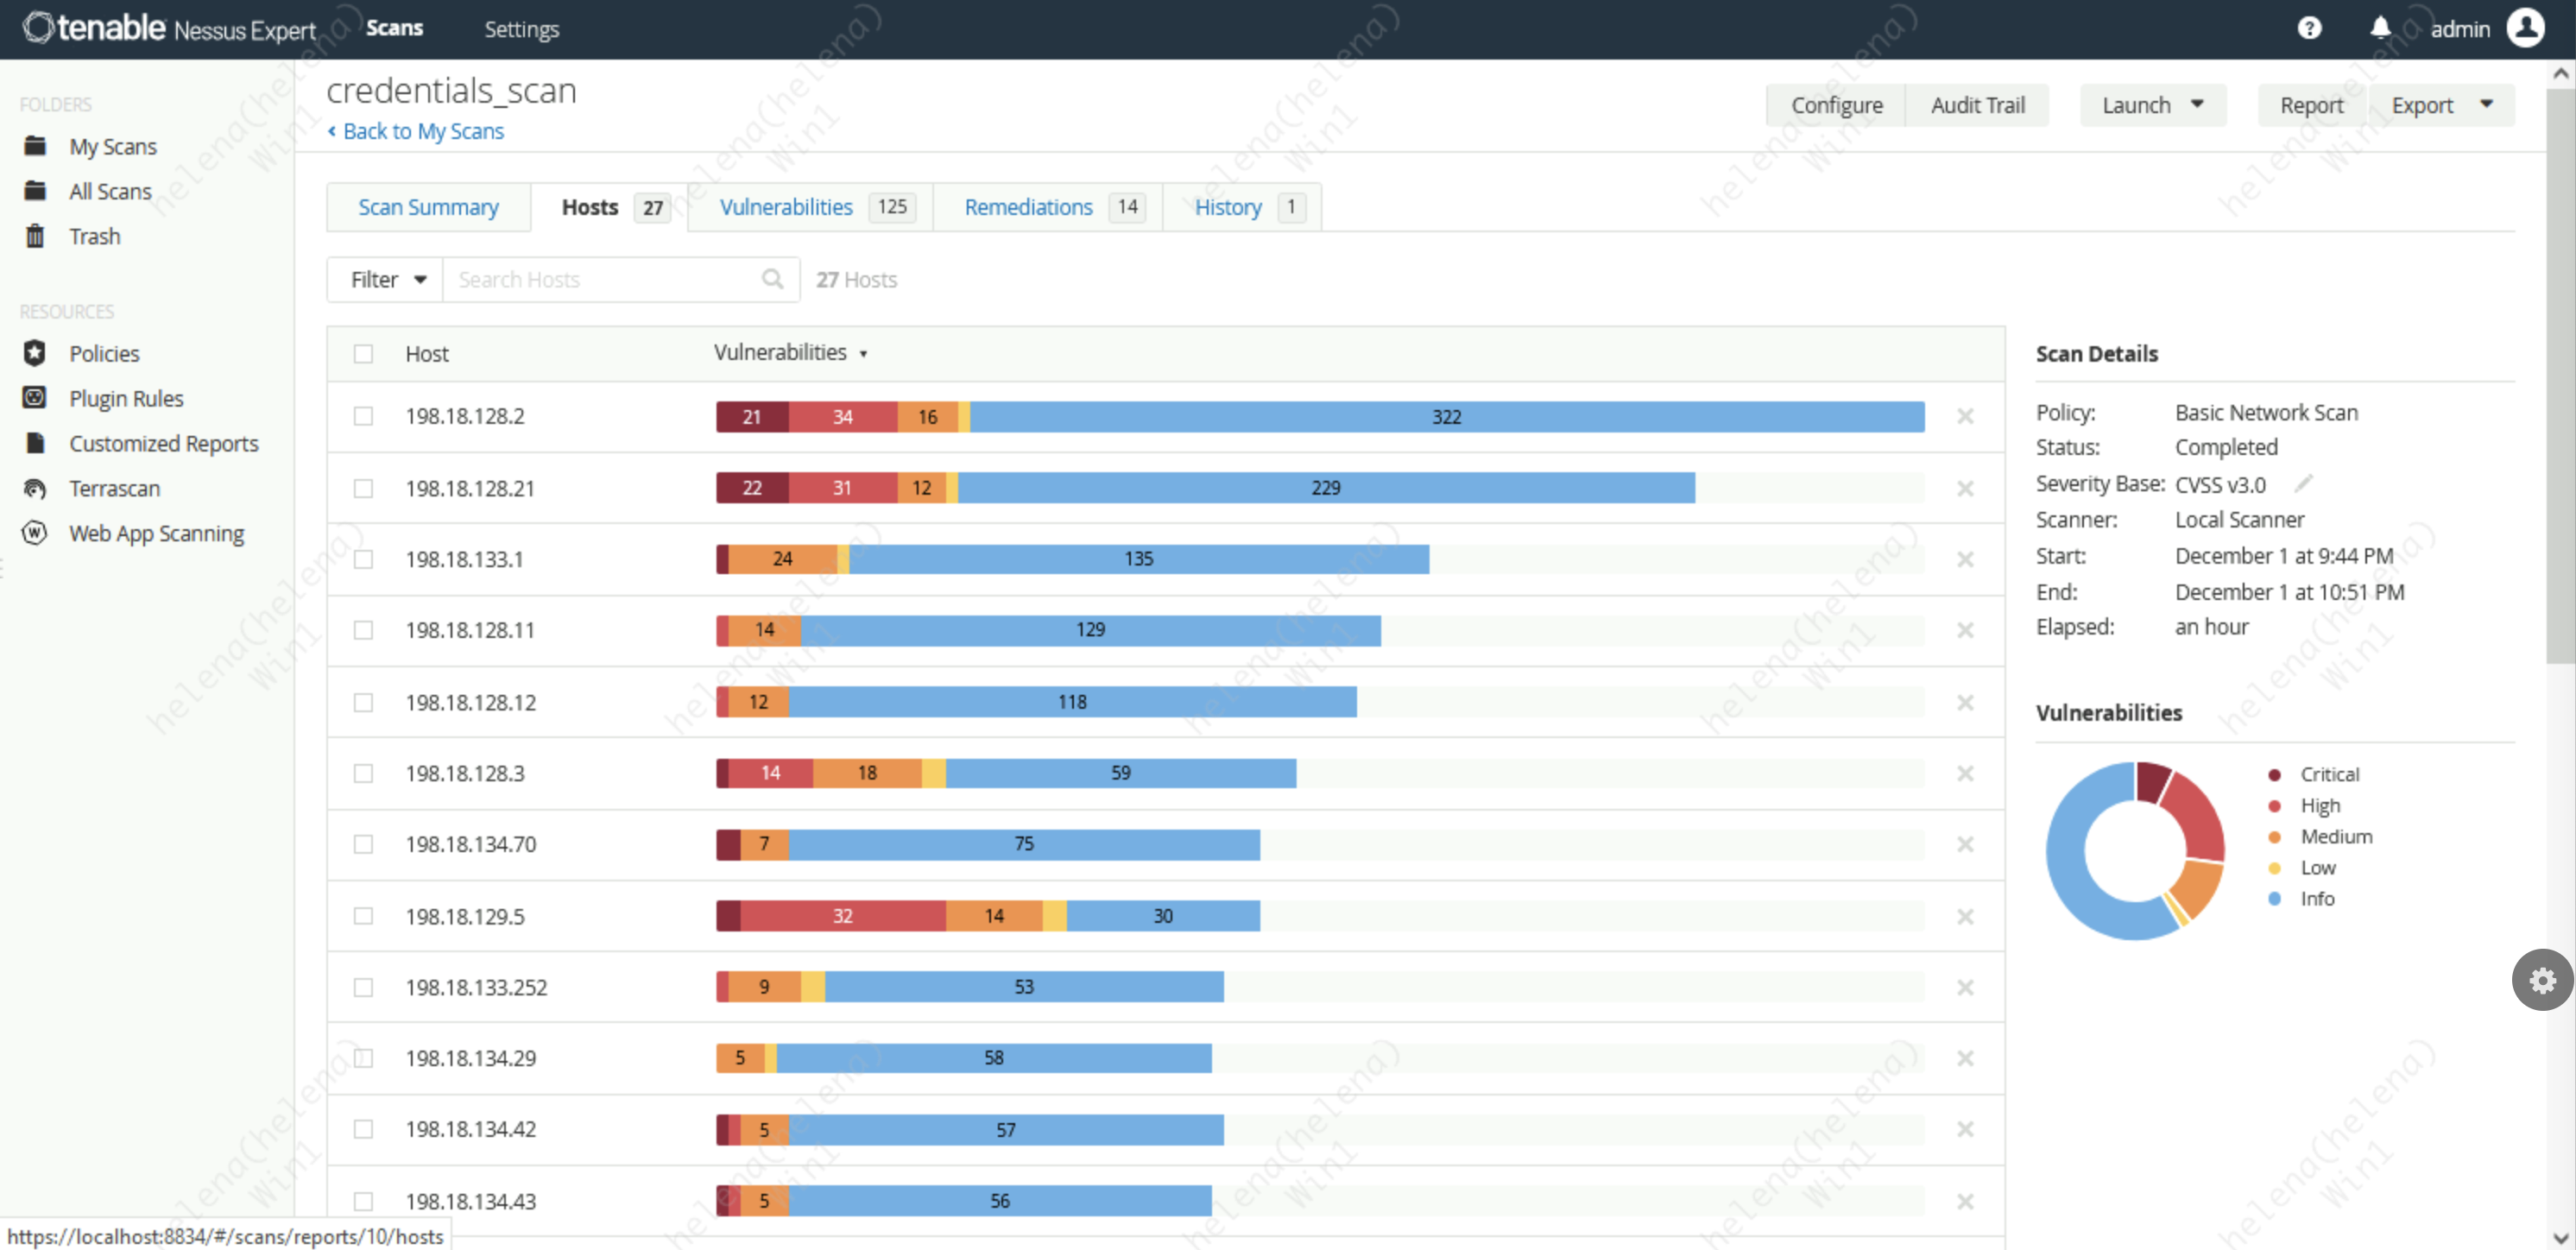 tenable Nessus Expert Scans Settings admin
credentials_scan
‹ Back to My Scans
Configure Audit Trail Launch Report Export
FOLDERS
My Scans
All Scans
Trash
RESOURCES
Policies
Plugin Rules
Customized Reports
Terrascan
Web App Scanning
Scan Summary Hosts 27 Vulnerabilities 125 Remediations 14 History 1
Filter Search Hosts 27 Hosts
Host Vulnerabilities
198.18.128.2 21 34 16 322
198.18.128.21 22 31 12 229
198.18.133.1 24 135
198.18.128.11 14 129
198.18.128.12 12 118
198.18.128.3 14 18 59
198.18.134.70 7 75
198.18.129.5 32 14 30
198.18.133.252 9 53
198.18.134.29 5 58
198.18.134.42 5 57
198.18.134.43 5 56
Scan Details
Policy: Basic Network Scan
Status: Completed
Severity Base: CVSS v3.0
Scanner: Local Scanner
Start: December 1 at 9:44 PM
End: December 1 at 10:51 PM
Elapsed: an hour
Vulnerabilities
Critical
High
Medium
Low
Info
https://localhost:8834/#/scans/reports/10/hosts
helena(helena)
Win1